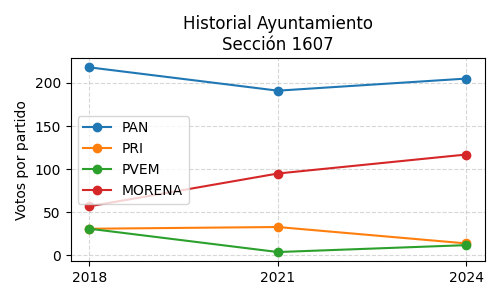 Historial Ayuntamiento
Sección 1607
Votos por partido
200
150
100
50
0
PAN
PRI
PVEM
MORENA
2018
2021
2024